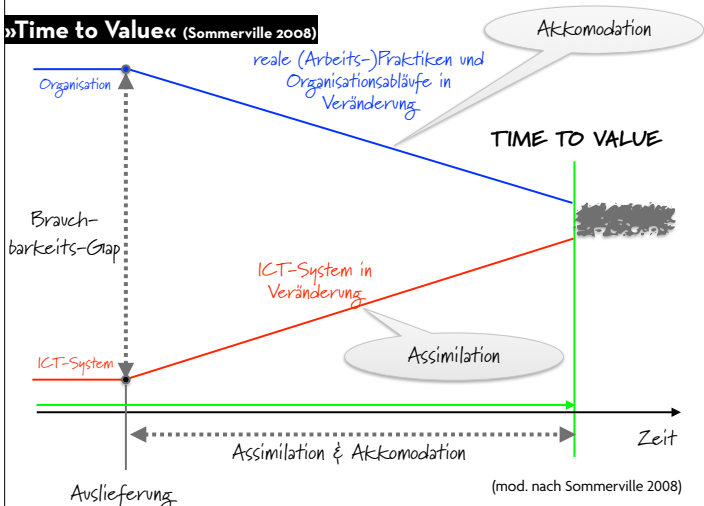 »Time to Value« (Sommerville 2008)
Akkomodation
reale (Arbeits-)Praktiken und
Organisationsabläufe in
Veränderung
Organisation
TIME TO VALUE
Brauch-
barkeits-Gap
ICT-System in
Veränderung
Assimilation
ICT-System
Zeit
Assimilation & Akkomodation
Auslieferung
(mod. nach Sommerville 2008)